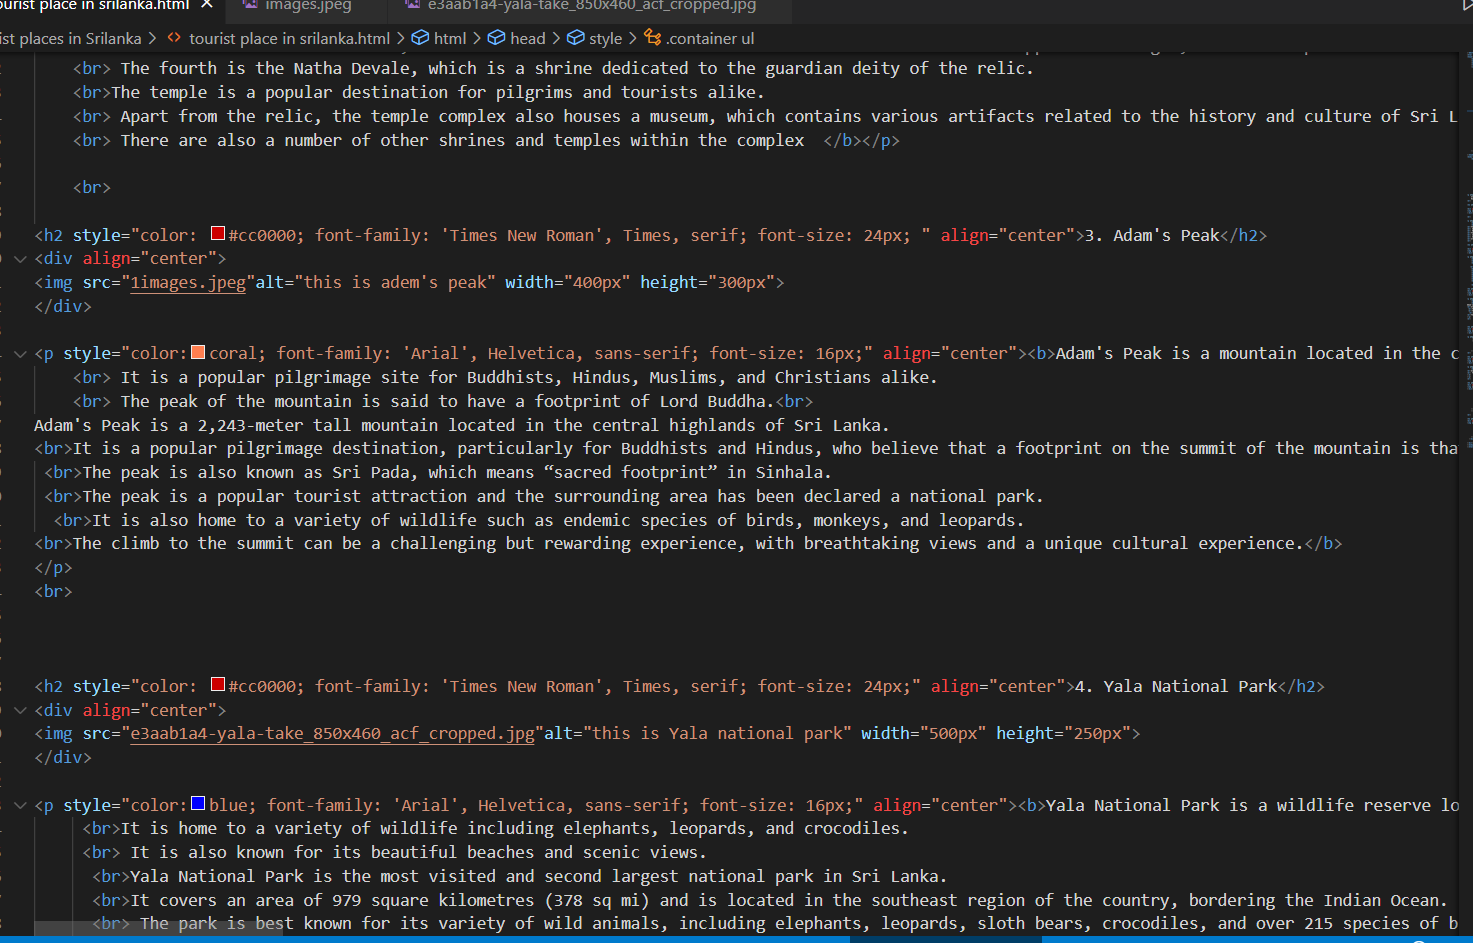 ourist place in srilanka.html × images.jpeg e3aab1a4-yala-take_850x460_acf_cropped.jpg
ist places in Srilanka > <> tourist place in srilanka.html > html > head > style > .container ul
<br> The fourth is the Natha Devale, which is a shrine dedicated to the guardian deity of the relic.
<br>The temple is a popular destination for pilgrims and tourists alike.
<br> Apart from the relic, the temple complex also houses a museum, which contains various artifacts related to the history and culture of Sri L
<br> There are also a number of other shrines and temples within the complex  </b></p>
<br>
<h2 style="color: #cc0000; font-family: 'Times New Roman', Times, serif; font-size: 24px; " align="center">3. Adam's Peak</h2>
<div align="center">
<img src="1images.jpeg"alt="this is adem's peak" width="400px" height="300px">
</div>
<p style="color:coral; font-family: 'Arial', Helvetica, sans-serif; font-size: 16px;" align="center"><b>Adam's Peak is a mountain located in the c
<br> It is a popular pilgrimage site for Buddhists, Hindus, Muslims, and Christians alike.
<br> The peak of the mountain is said to have a footprint of Lord Buddha.<br>
Adam's Peak is a 2,243-meter tall mountain located in the central highlands of Sri Lanka.
<br>It is a popular pilgrimage destination, particularly for Buddhists and Hindus, who believe that a footprint on the summit of the mountain is tha
<br>The peak is also known as Sri Pada, which means “sacred footprint” in Sinhala.
<br>The peak is a popular tourist attraction and the surrounding area has been declared a national park.
<br>It is also home to a variety of wildlife such as endemic species of birds, monkeys, and leopards.
<br>The climb to the summit can be a challenging but rewarding experience, with breathtaking views and a unique cultural experience.</b>
</p>
<br>
<h2 style="color: #cc0000; font-family: 'Times New Roman', Times, serif; font-size: 24px;" align="center">4. Yala National Park</h2>
<div align="center">
<img src="e3aab1a4-yala-take_850x460_acf_cropped.jpg"alt="this is Yala national park" width="500px" height="250px">
</div>
<p style="color:blue; font-family: 'Arial', Helvetica, sans-serif; font-size: 16px;" align="center"><b>Yala National Park is a wildlife reserve lo
<br>It is home to a variety of wildlife including elephants, leopards, and crocodiles.
<br> It is also known for its beautiful beaches and scenic views.
<br>Yala National Park is the most visited and second largest national park in Sri Lanka.
<br>It covers an area of 979 square kilometres (378 sq mi) and is located in the southeast region of the country, bordering the Indian Ocean.
<br> The park is best known for its variety of wild animals, including elephants, leopards, sloth bears, crocodiles, and over 215 species of b